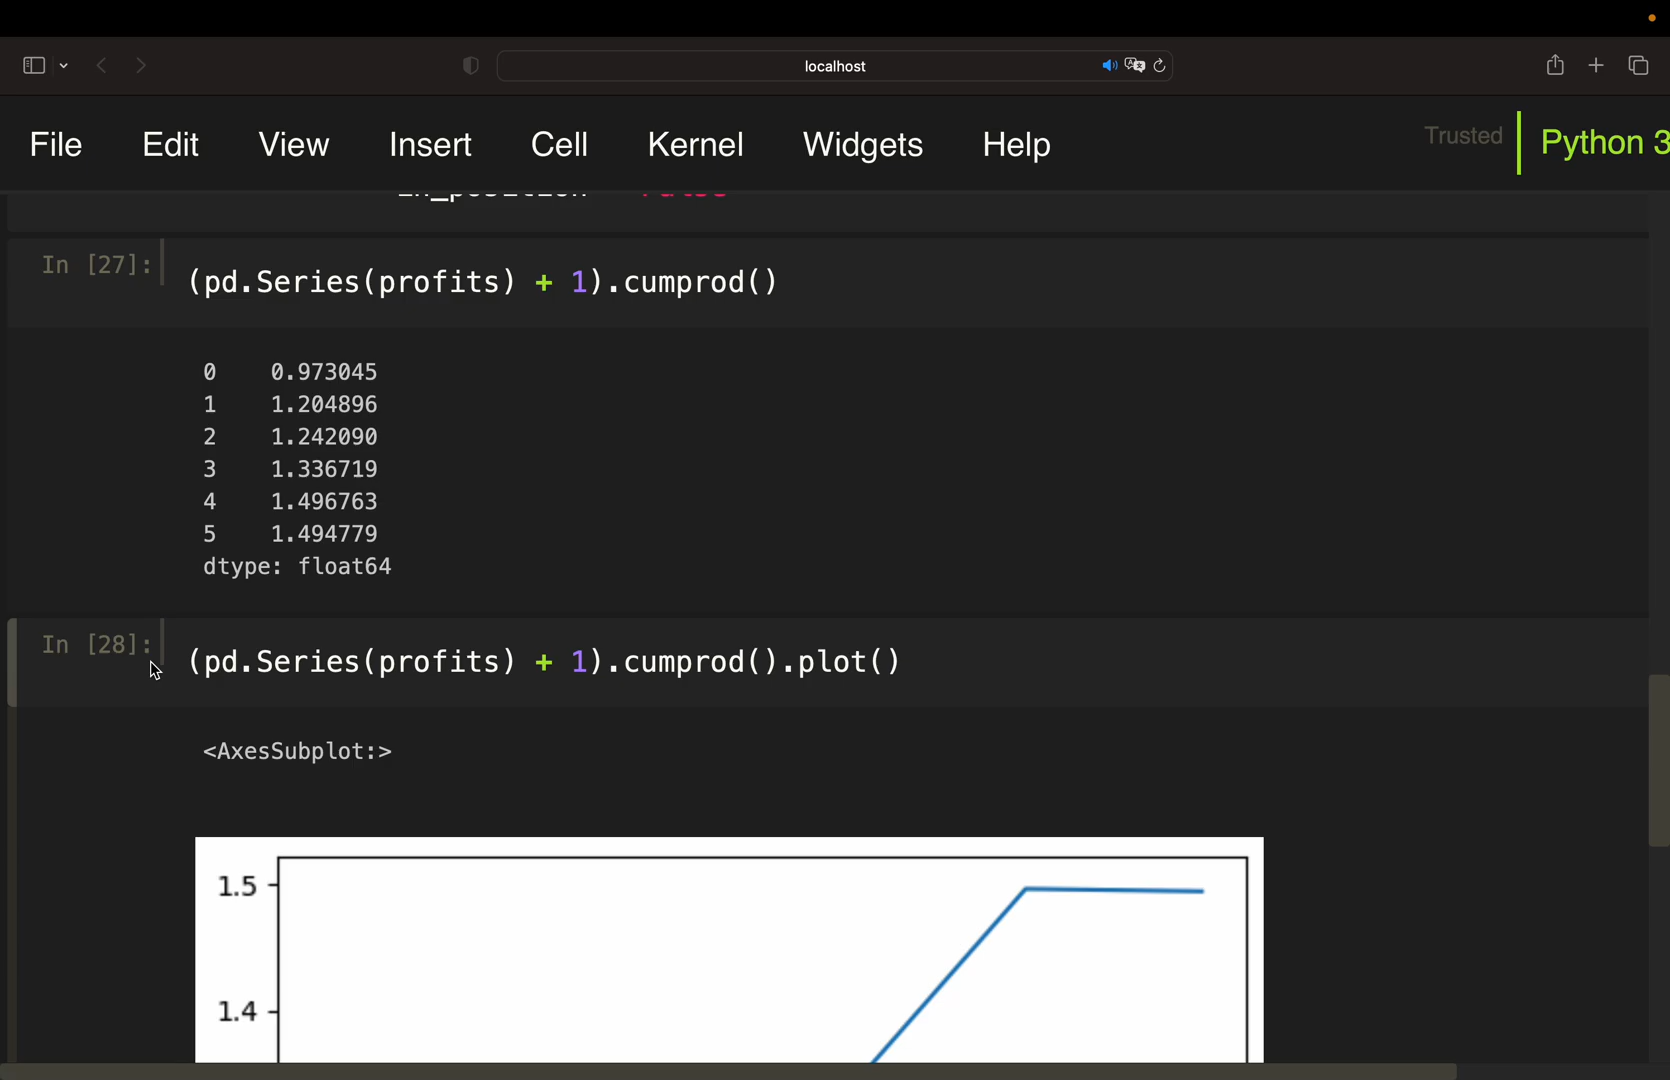 localhost
File Edit View Insert Cell Kernel Widgets Help Trusted Python 3
In [27]: (pd.Series(profits) + 1).cumprod()
0 0.973045
1 1.204896
2 1.242090
3 1.336719
4 1.496763
5 1.494779
dtype: float64
In [28]: (pd.Series(profits) + 1).cumprod().plot()
<AxesSubplot:>
1.5
1.4